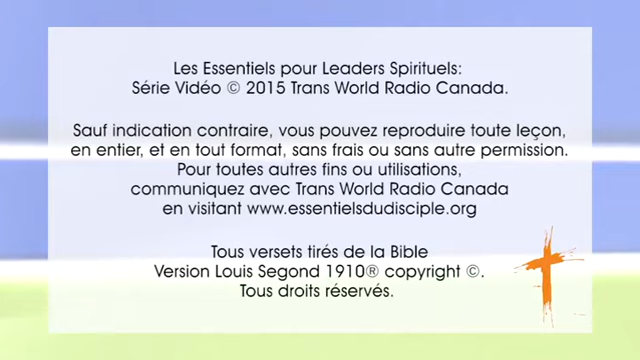 Les Essentiels pour Leaders Spirituels:
Série Vidéo © 2015 Trans World Radio Canada.
Sauf indication contraire, vous pouvez reproduire toute leçon,
en entier, et en tout format, sans frais ou sans autre permission.
Pour toutes autres fins ou utilisations,
communiquez avec Trans World Radio Canada
en visitant www.essentielsdudisciple.org
Tous versets tirés de la Bible
Version Louis Segond 1910® copyright ©.
Tous droits réservés.